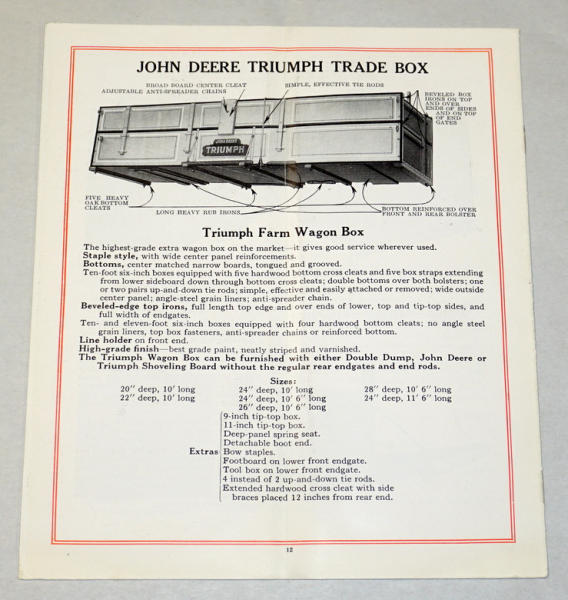 JOHN DEERE TRIUMPH TRADE BOX
BROAD BOARD CENTER CLEAT
ADJUSTABLE ANTI-SPREADER CHAINS
SIMPLE, EFFECTIVE TIE RODS
BEVELED BOX
IRONS ON TOP
AND OVER
ENDS OF SIDES
AND ON TOP
OF END
GATES
JOHN DEERE
TRIUMPH
FIVE HEAVY
OAK BOTTOM
CLEATS
LONG HEAVY RUB IRONS
BOTTOM REINFORCED OVER
FRONT AND REAR BOLSTER
Triumph Farm Wagon Box
The highest-grade extra wagon box on the market—it gives good service wherever used.
Staple style, with wide center panel reinforcements.
Bottoms, center matched narrow boards, tongued and grooved.
Ten-foot six-inch boxes equipped with five hardwood bottom cross cleats and five box straps extending
from lower sideboard down through bottom cross cleats; double bottoms over both bolsters; one
or two pairs up-and-down tie rods; simple, effective and easily attached or removed; wide outside
center panel; angle-steel grain liners; anti-spreader chain.
Beveled-edge top irons, full length top edge and over ends of lower, top and tip-top sides, and
full width of endgates.
Ten- and eleven-foot six-inch boxes equipped with four hardwood bottom cleats; no angle steel
grain liners, top box fasteners, anti-spreader chains or reinforced bottom.
Line holder on front end.
High-grade finish—best grade paint, neatly striped and varnished.
The Triumph Wagon Box can be furnished with either Double Dump, John Deere or
Triumph Shoveling Board without the regular rear endgates and end rods.
Sizes:
20" deep, 10' long 24" deep, 10' long 28" deep, 10' 6" long
22" deep, 10' long 24" deep, 10' 6" long 24" deep, 11' 6" long
26" deep, 10' 6" long
9-inch tip-top box.
11-inch tip-top box.
Deep-panel spring seat.
Detachable boot end.
Extras Bow staples.
Footboard on lower front endgate.
Tool box on lower front endgate.
4 instead of 2 up-and-down tie rods.
Extended hardwood cross cleat with side
braces placed 12 inches from rear end.
12